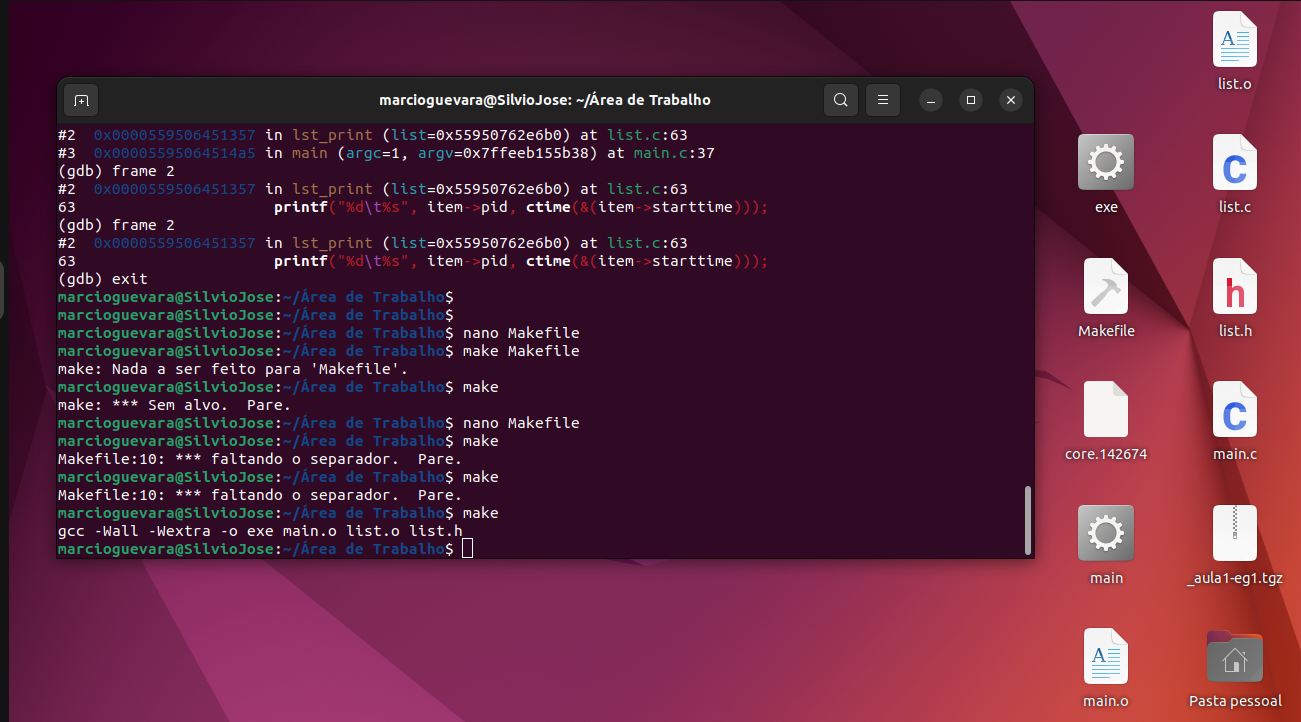 marcioguevara@SilvioJose: ~/Área de Trabalho
#2  0x0000559506451357 in lst_print (list=0x55950762e6b0) at list.c:63
#3  0x00005595064514a5 in main (argc=1, argv=0x7ffeeb155b38) at main.c:37
(gdb) frame 2
#2  0x0000559506451357 in lst_print (list=0x55950762e6b0) at list.c:63
63                      printf("%d\t%s", item->pid, ctime(&(item->starttime)));
(gdb) frame 2
#2  0x0000559506451357 in lst_print (list=0x55950762e6b0) at list.c:63
63                      printf("%d\t%s", item->pid, ctime(&(item->starttime)));
(gdb) exit
marcioguevara@SilvioJose:~/Área de Trabalho$
marcioguevara@SilvioJose:~/Área de Trabalho$
marcioguevara@SilvioJose:~/Área de Trabalho$ nano Makefile
marcioguevara@SilvioJose:~/Área de Trabalho$ make Makefile
make: Nada a ser feito para 'Makefile'.
marcioguevara@SilvioJose:~/Área de Trabalho$ make
make: *** Sem alvo.  Pare.
marcioguevara@SilvioJose:~/Área de Trabalho$ nano Makefile
marcioguevara@SilvioJose:~/Área de Trabalho$ make
Makefile:10: *** faltando o separador.  Pare.
marcioguevara@SilvioJose:~/Área de Trabalho$ make
Makefile:10: *** faltando o separador.  Pare.
marcioguevara@SilvioJose:~/Área de Trabalho$ make
gcc -Wall -Wextra -o exe main.o list.o list.h
marcioguevara@SilvioJose:~/Área de Trabalho$
A
list.o
exe
c
list.c
Makefile
h
list.h
core.142674
c
main.c
main
_aula1-eg1.tgz
A
main.o
Pasta pessoal